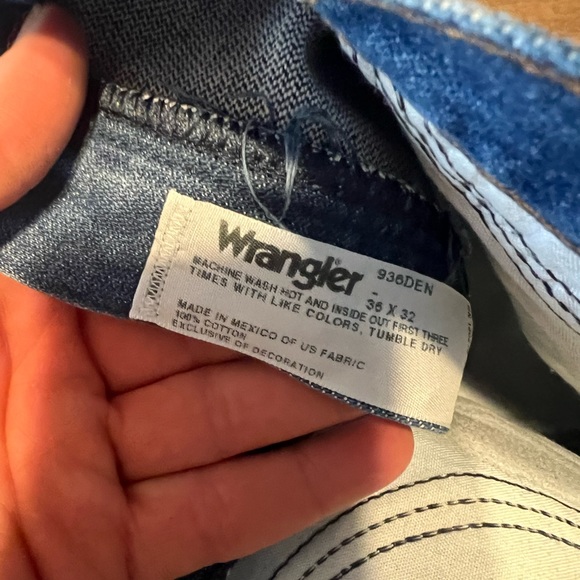 Wrangler 936DEN
-
36 X 32
MACHINE WASH HOT AND INSIDE OUT FIRST THREE
TIMES WITH LIKE COLORS, TUMBLE DRY
MADE IN MEXICO OF US FABRIC
100% COTTON
EXCLUSIVE OF DECORATION